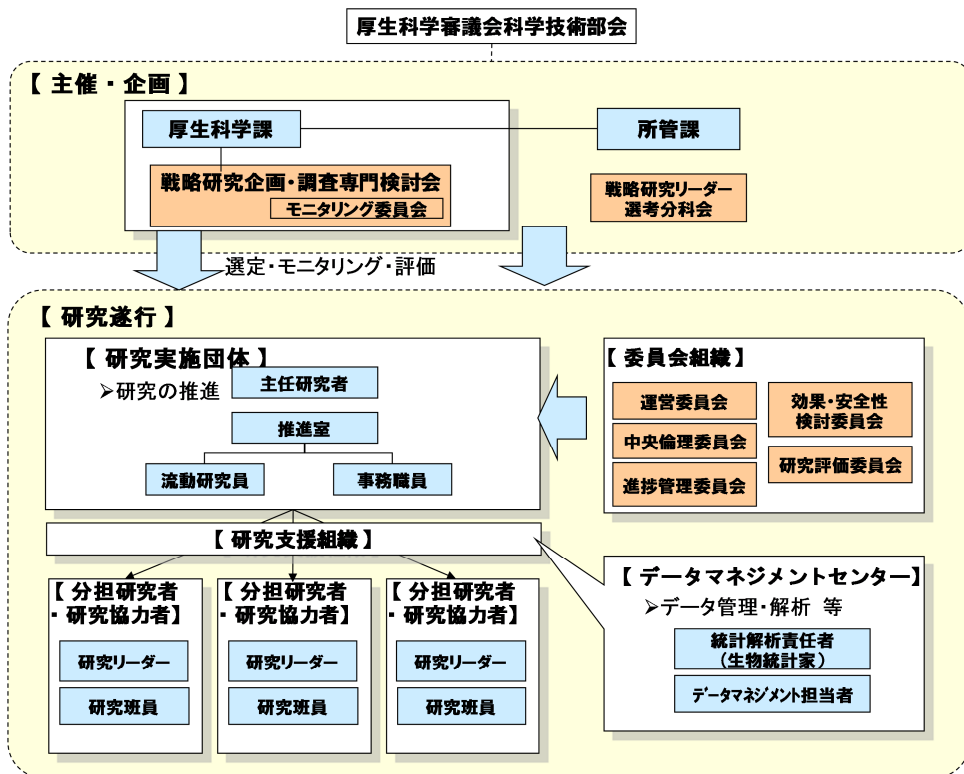 厚生科学審議会科学技術部会
【 主催・企画 】
厚生科学課
所管課
戦略研究企画・調査専門検討会
モニタリング委員会
戦略研究リーダー
選考分科会
選定・モニタリング・評価
【 研究遂行 】
【 研究実施団体 】
➢研究の推進
主任研究者
推進室
流動研究員
事務職員
【 委員会組織】
運営委員会
中央倫理委員会
進捗管理委員会
効果・安全性
検討委員会
研究評価委員会
【 研究支援組織 】
【 分担研究者
・研究協力者】
研究リーダー
研究班員
【 分担研究者
・研究協力者】
研究リーダー
研究班員
【 分担研究者
・研究協力者】
研究リーダー
研究班員
【 データマネジメントセンター】
➢データ管理・解析 等
統計解析責任者
（生物統計家）
データマネジメント担当者